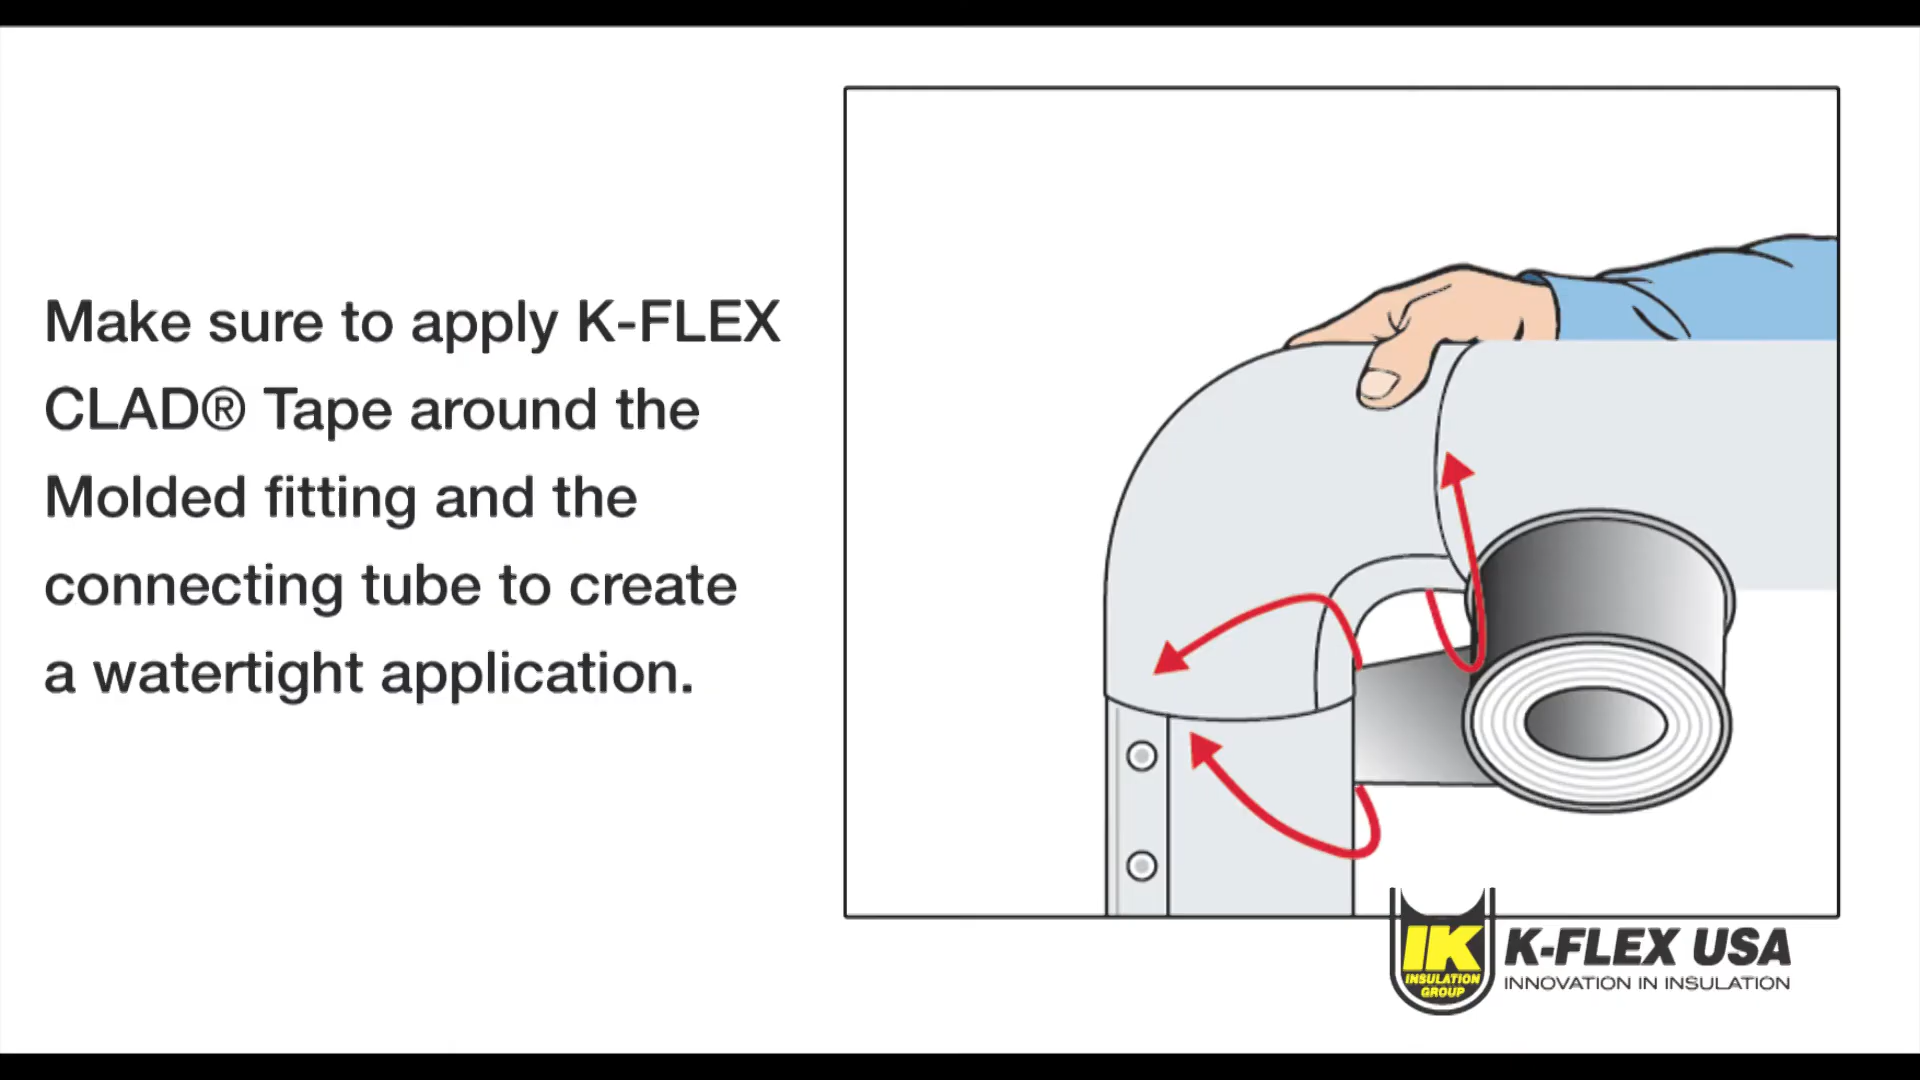 Make sure to apply K-FLEX
CLAD® Tape around the
Molded fitting and the
connecting tube to create
a watertight application.
IK
INSULATION
GROUP
K-FLEX USA
INNOVATION IN INSULATION